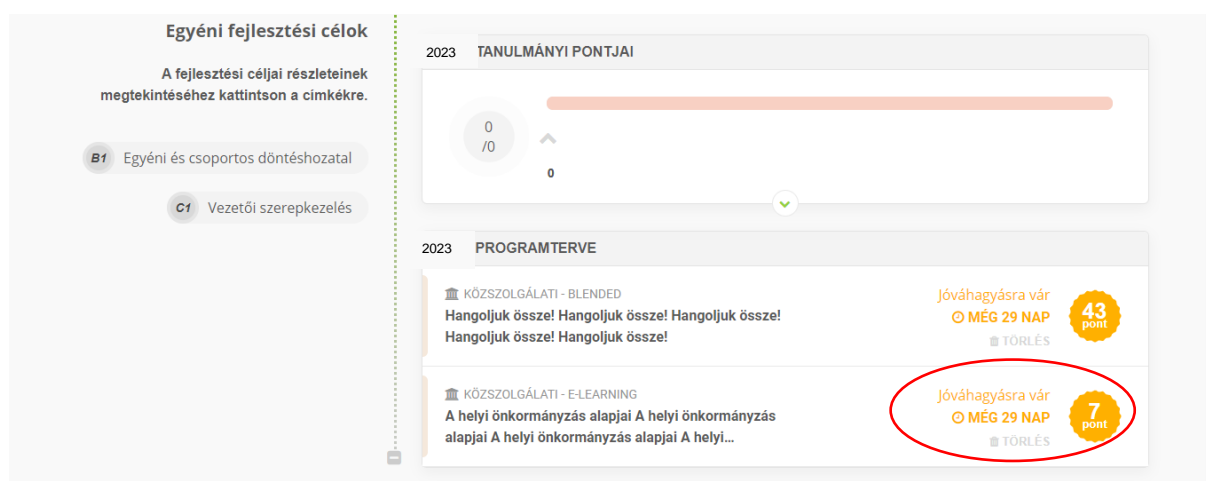 Egyéni fejlesztési célok
A fejlesztési céljai részleteinek
megtekintéséhez kattintson a címkékre.
B1 Egyéni és csoportos döntéshozatal
C1 Vezetői szerepkezelés
2023 TANULMÁNYI PONTJAI
0
/0
0
2023 PROGRAMTERVE
KÖZSZOLGÁLATI - BLENDED
Hangoljuk össze! Hangoljuk össze! Hangoljuk össze!
Hangoljuk össze! Hangoljuk össze!
Jóváhagyásra vár
MÉG 29 NAP
TÖRLÉS
43
pont
KÖZSZOLGÁLATI - E-LEARNING
A helyi önkormányzás alapjai A helyi önkormányzás
alapjai A helyi önkormányzás alapjai A helyi...
Jóváhagyásra vár
MÉG 29 NAP
TÖRLÉS
7
pont